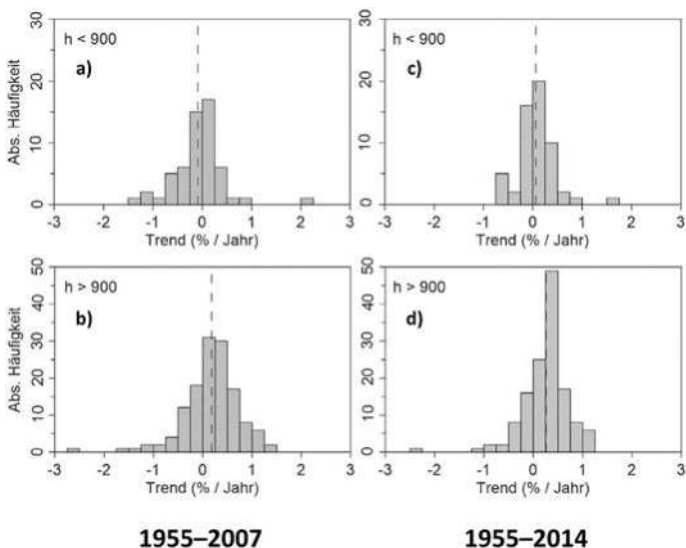 30
20
10
0
Abs. Häufigkeit
h < 900
a)
-3 -2 -1 0 1 2 3
Trend (% / Jahr)
30
20
10
0
h < 900
c)
-3 -2 -1 0 1 2 3
Trend (% / Jahr)
50
40
30
20
10
0
Abs. Häufigkeit
h > 900
b)
-3 -2 -1 0 1 2 3
Trend (% / Jahr)
50
40
30
20
10
0
h > 900
d)
-3 -2 -1 0 1 2 3
Trend (% / Jahr)
1955–2007
1955–2014